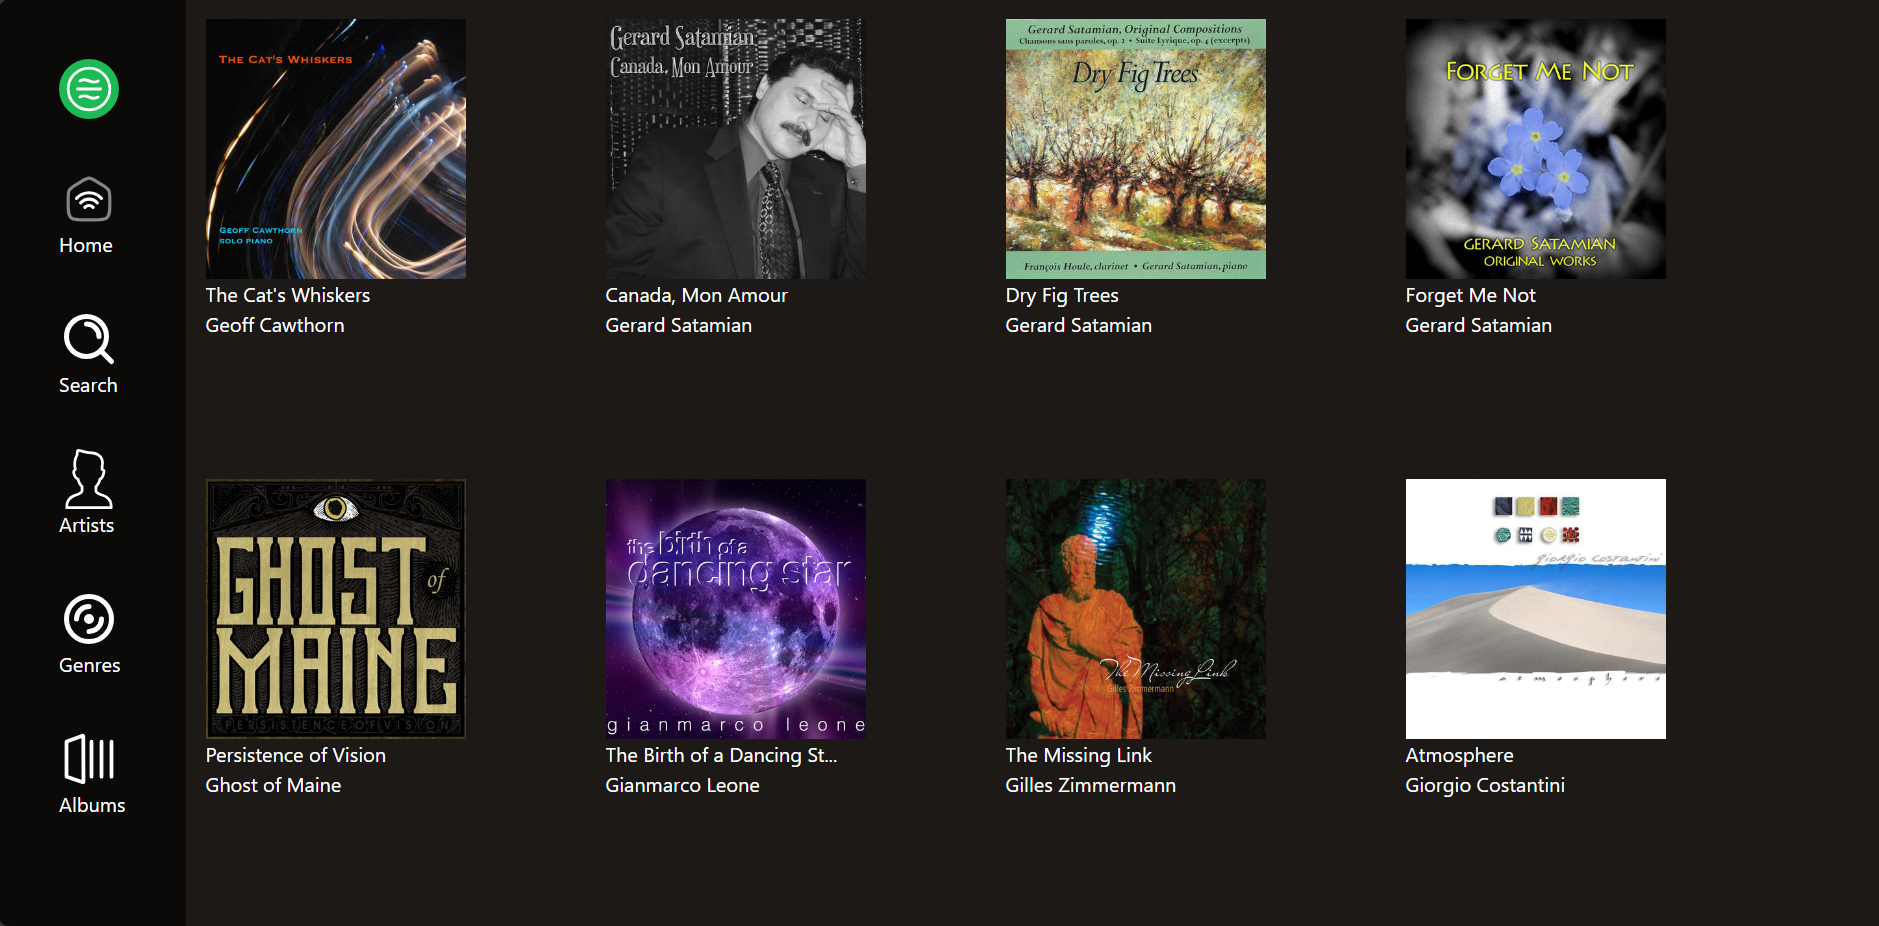 Home
Search
Artists
Genres
Albums
THE CAT'S WHISKERS
GEOFF CAWTHORN
SOLO PIANO
The Cat's Whiskers
Geoff Cawthorn
Gerard Satamian
Canada, Mon Amour
Canada, Mon Amour
Gerard Satamian
Gerard Satamian, Original Compositions
Chansons sans paroles, op. 2 • Suite Lyrique, op. 4 (excerpts)
Dry Fig Trees
François Houle, clarinet • Gerard Satamian, piano
Dry Fig Trees
Gerard Satamian
FORGET ME NOT
GERARD SATAMIAN
ORIGINAL WORKS
Forget Me Not
Gerard Satamian
GHOST of
MAINE
PERSISTENCE OF VISION
Persistence of Vision
Ghost of Maine
the birth of a
dancing star
gianmarco leone
The Birth of a Dancing St...
Gianmarco Leone
The Missing Link
Gilles Zimmermann
The Missing Link
Gilles Zimmermann
giorgio costantini
atmosphere
Atmosphere
Giorgio Costantini